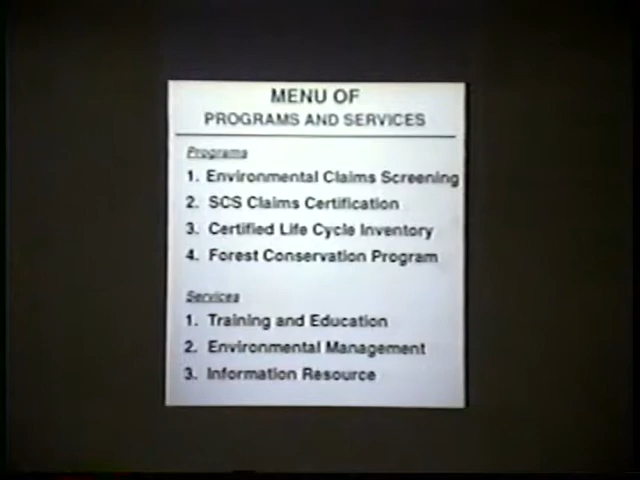 MENU OF
PROGRAMS AND SERVICES
Programs
1. Environmental Claims Screening
2. SCS Claims Certification
3. Certified Life Cycle Inventory
4. Forest Conservation Program
Services
1. Training and Education
2. Environmental Management
3. Information Resource